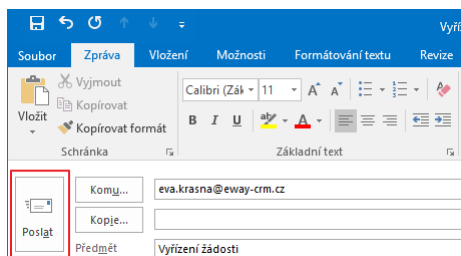 Vyří
Soubor Zpráva Vložení Možnosti Formátování textu Revize
Vyjmout
Kopírovat
Kopírovat formát
Vložit
Calibri (Zák 11 A A
B I U aby A
Schránka Základní text
Poslat
Komu... eva.krasna@eway-crm.cz
Kopie...
Předmět Vyřízení žádosti